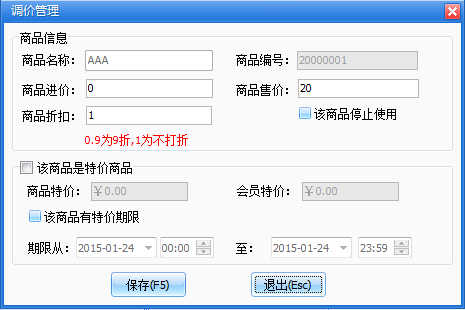 调价管理
商品信息
商品名称： AAA 商品编号： 20000001
商品进价： 0 商品售价： 20
商品折扣： 1 该商品停止使用
0.9为9折,1为不打折
该商品是特价商品
商品特价： ￥0.00 会员特价： ￥0.00
该商品有特价期限
期限从： 2015-01-24 00:00 至： 2015-01-24 23:59
保存(F5) 退出(Esc)